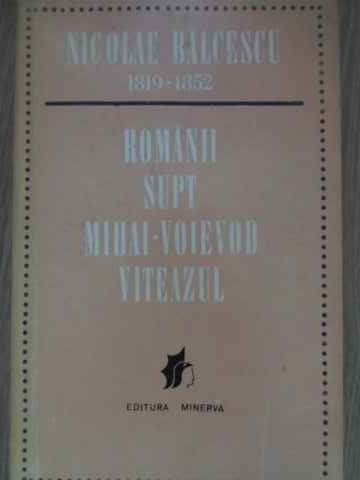 NICOLAE BĂLCESCU
1819-1852
ROMÂNII
SUPT
MIHAI-VOIEVOD
VITEAZUL
EDITURA MINERVA